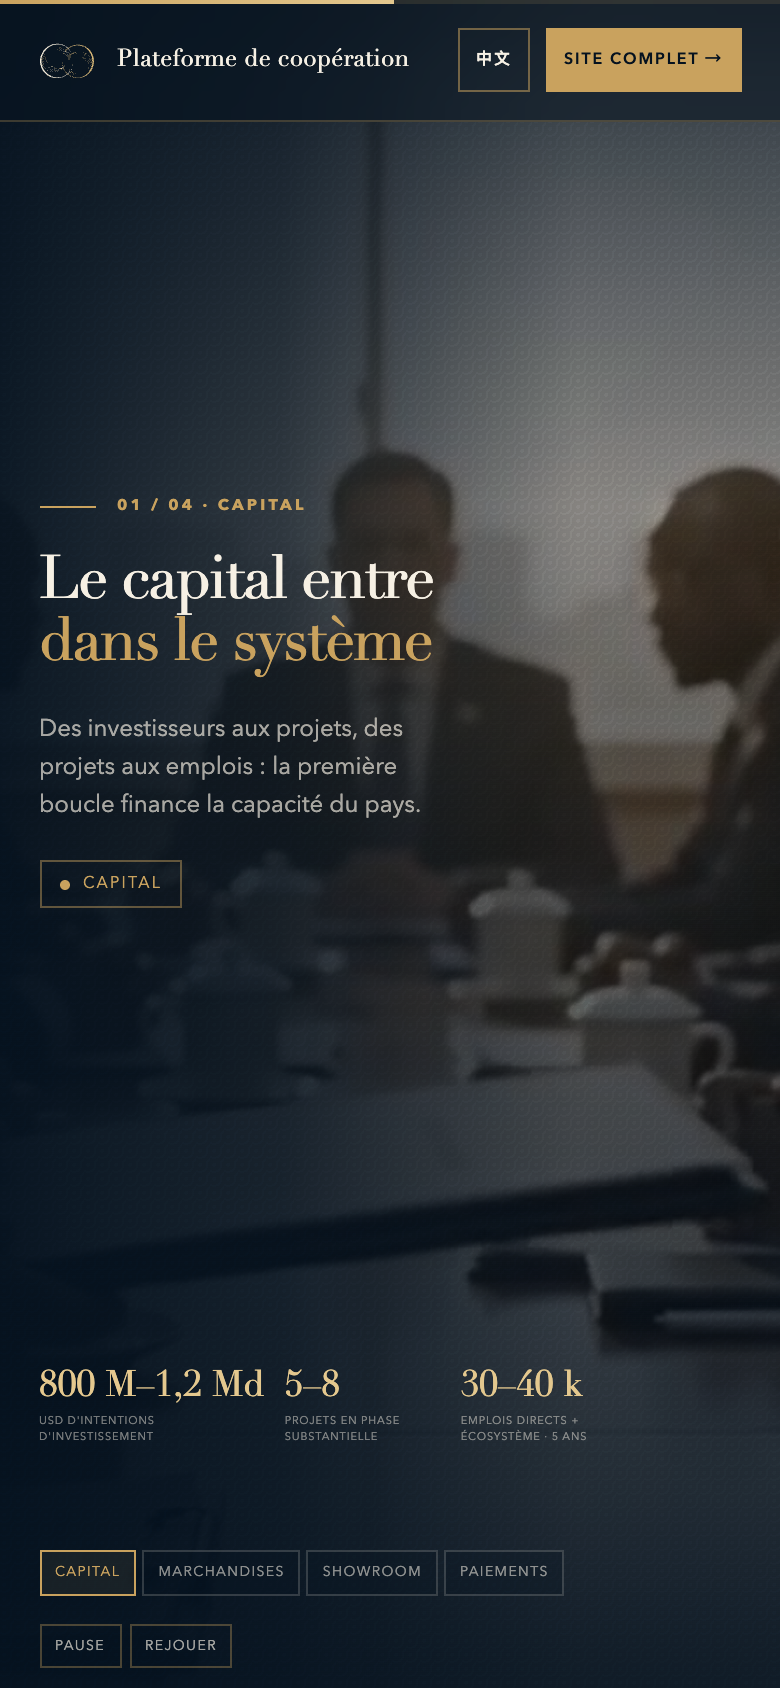 Plateforme de coopération
中文
SITE COMPLET →
01 / 04 · CAPITAL
Le capital entre
dans le système
Des investisseurs aux projets, des
projets aux emplois : la première
boucle finance la capacité du pays.
CAPITAL
800 M–1,2 Md
USD D'INTENTIONS
D'INVESTISSEMENT
5–8
PROJETS EN PHASE
SUBSTANTIELLE
30–40 k
EMPLOIS DIRECTS +
ÉCOSYSTÈME · 5 ANS
CAPITAL
MARCHANDISES
SHOWROOM
PAIEMENTS
PAUSE
REJOUER